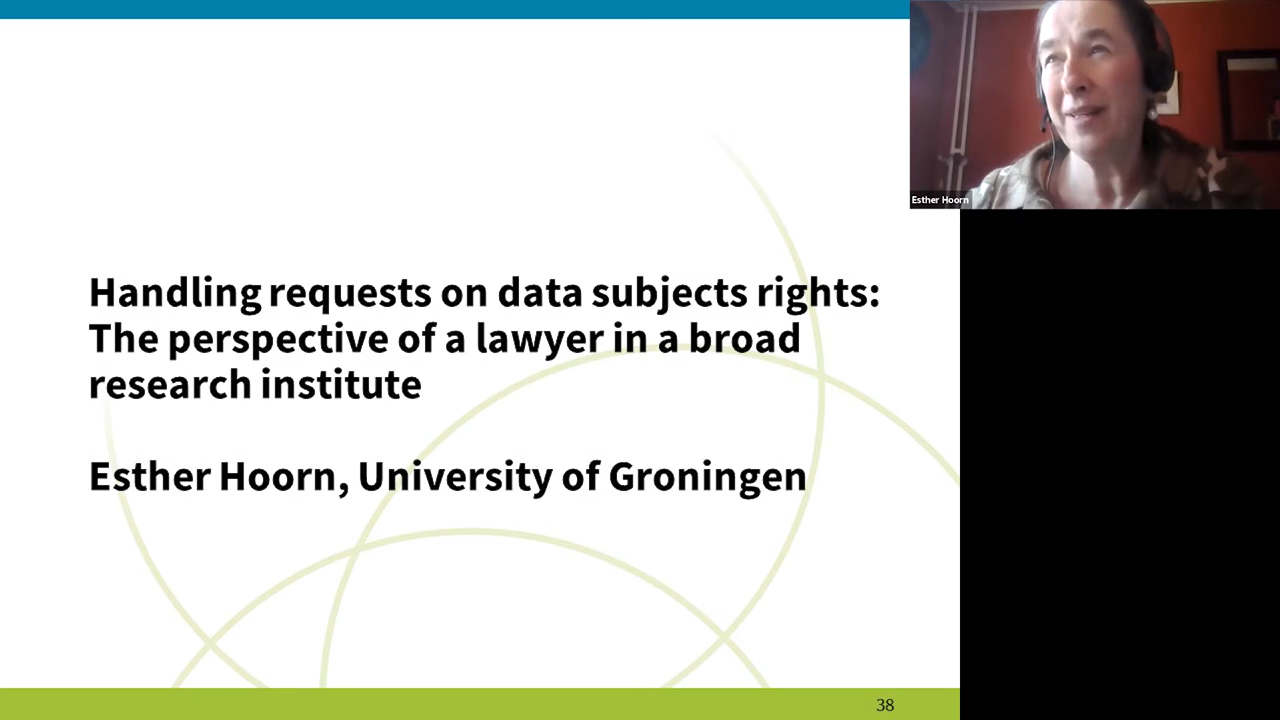 Esther Hoorn
Handling requests on data subjects rights:
The perspective of a lawyer in a broad
research institute
Esther Hoorn, University of Groningen
38